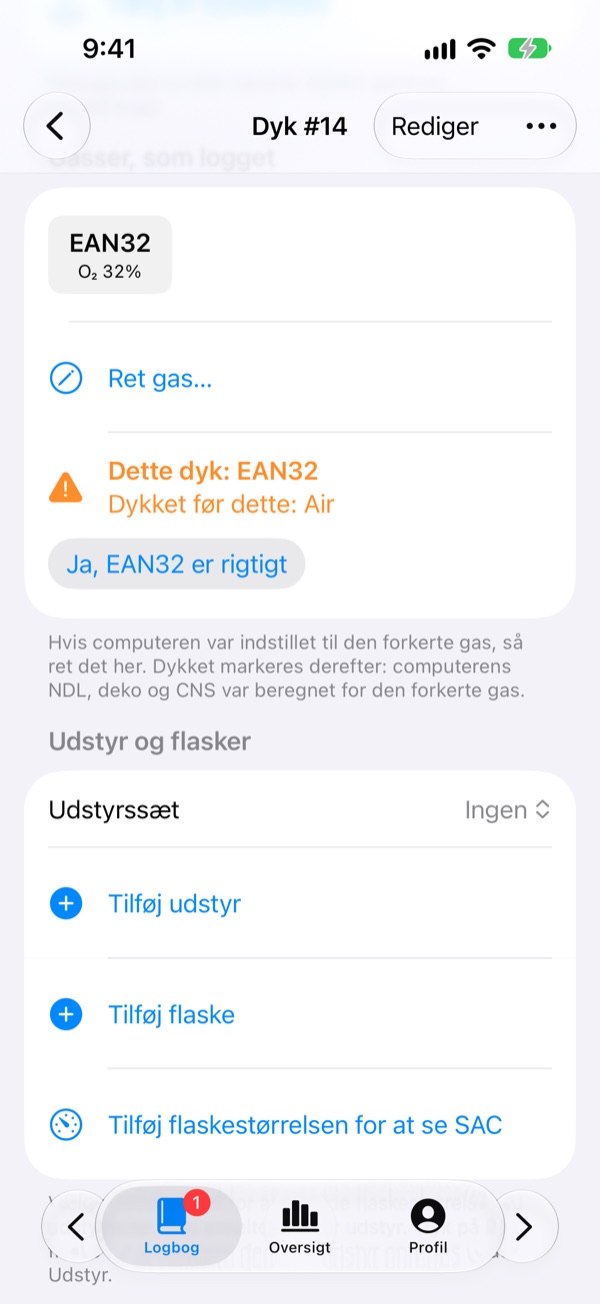 9:41
Dyk #14
Rediger
Gasser, som logget
EAN32
O₂ 32%
Ret gas...
Dette dyk: EAN32
Dykket før dette: Air
Ja, EAN32 er rigtigt
Hvis computeren var indstillet til den forkerte gas, så
ret det her. Dykket markeres derefter: computerens
NDL, deko og CNS var beregnet for den forkerte gas.
Udstyr og flasker
Udstyrssæt
Ingen
Tilføj udstyr
Tilføj flaske
Tilføj flaskestørrelsen for at se SAC
1
Logbog
Oversigt
Profil
Udstyr.